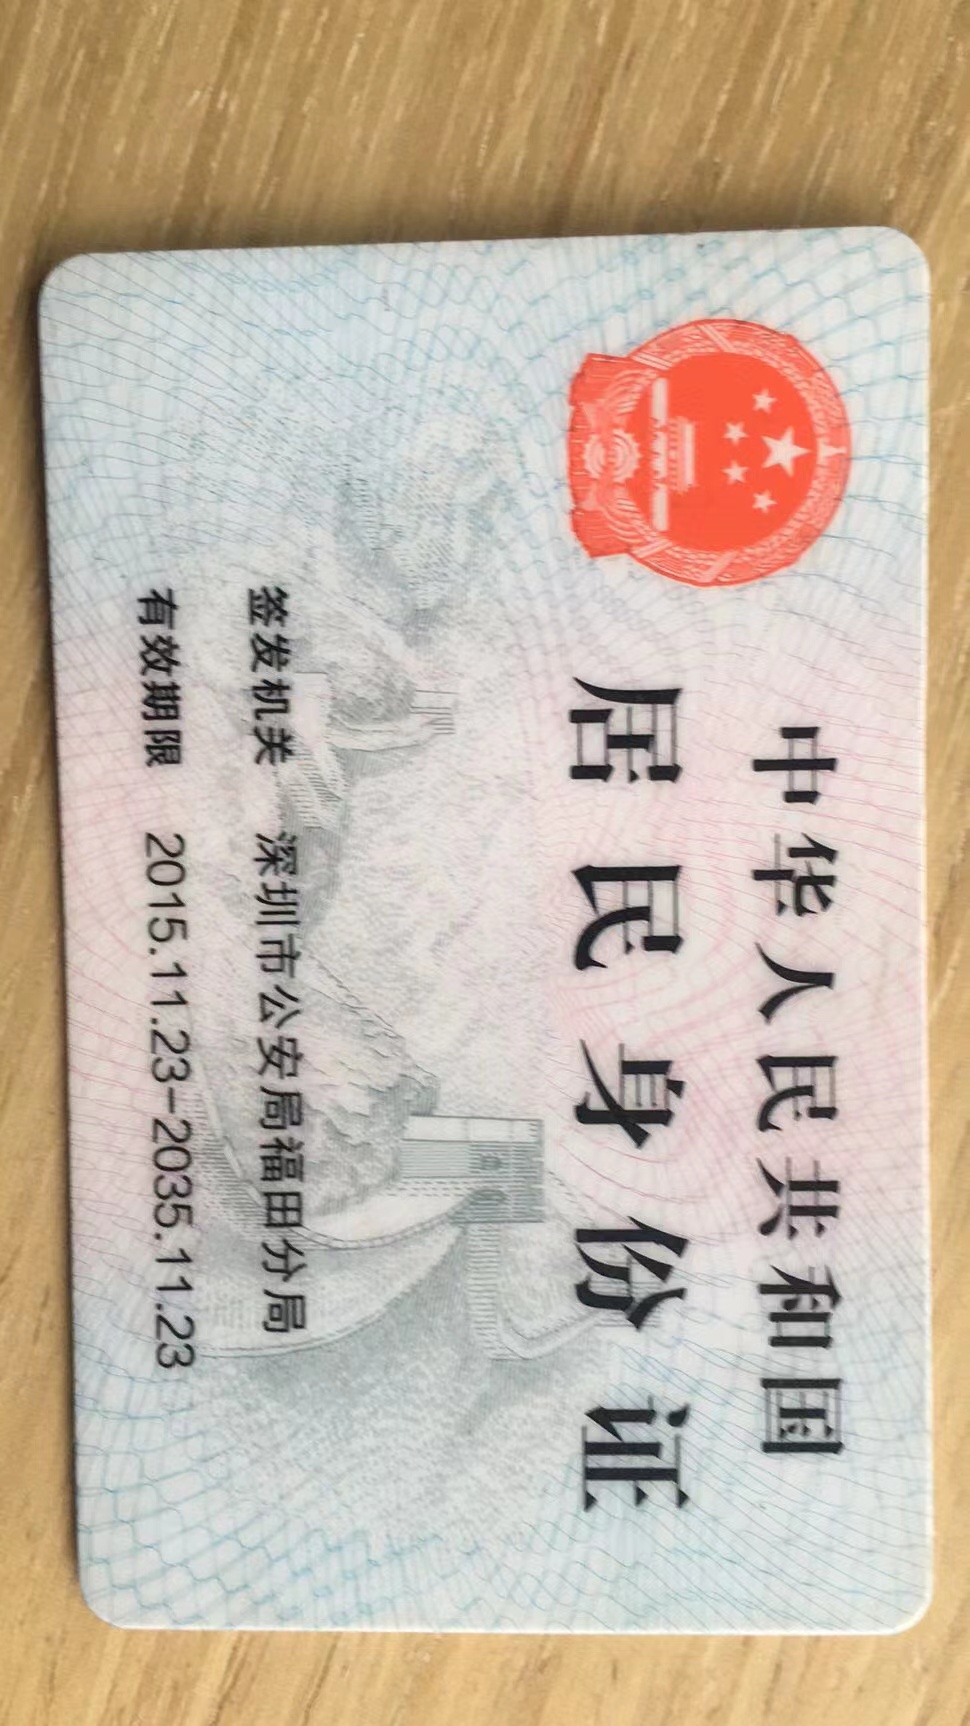 中华人民共和国
居民身份证
签发机关 深圳市公安局福田分局
有效期限 2015.11.23-2035.11.23